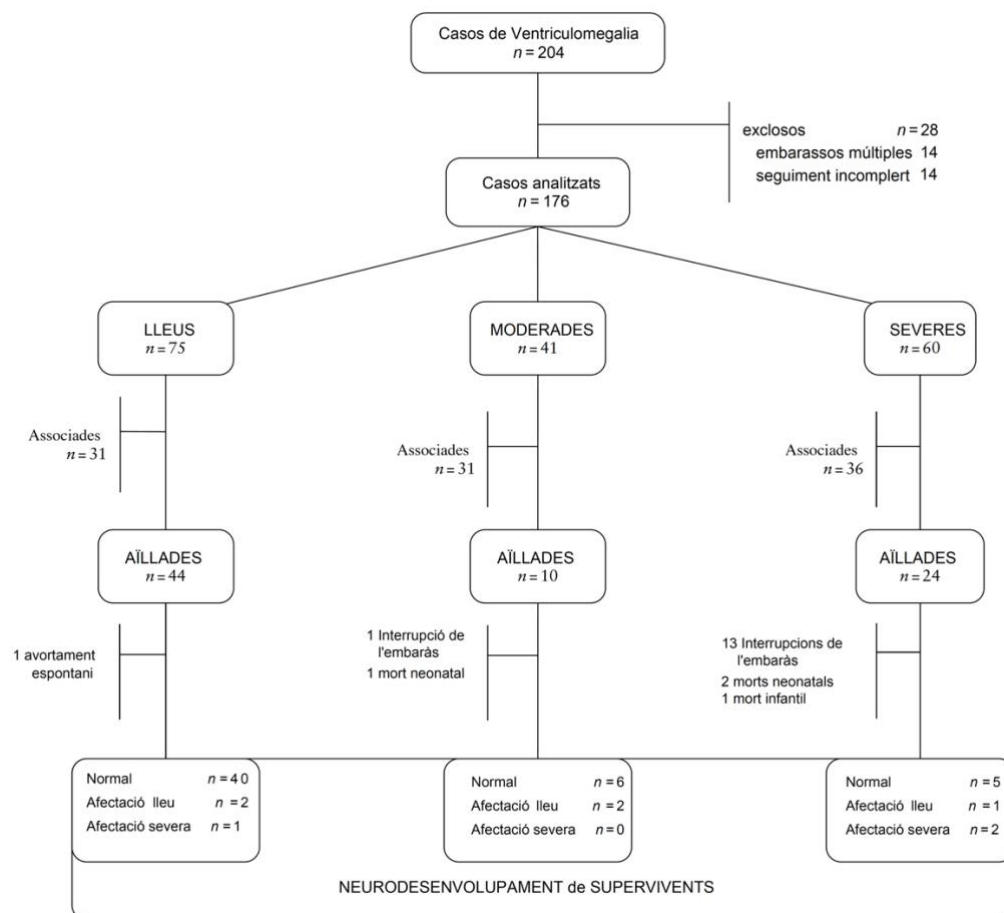 Casos de Ventriculomegalia
n = 204
exclosos n = 28
embarassos múltiples 14
seguiment incomplert 14
Casos analitzats
n = 176
LLEUS
n = 75
MODERADES
n = 41
SEVERES
n = 60
Associades
n = 31
Associades
n = 31
Associades
n = 36
AÏLLADES
n = 44
AÏLLADES
n = 10
AÏLLADES
n = 24
1 avortament
espontani
1 Interrupció de
l'embaràs
1 mort neonatal
13 Interrupcions de
l'embaràs
2 morts neonatals
1 mort infantil
Normal n = 4 0
Afectació lleu n = 2
Afectació severa n = 1
Normal n = 6
Afectació lleu n = 2
Afectació severa n = 0
Normal n = 5
Afectació lleu n = 1
Afectació severa n = 2
NEURODESENVOLUPAMENT de SUPERVIVENTS